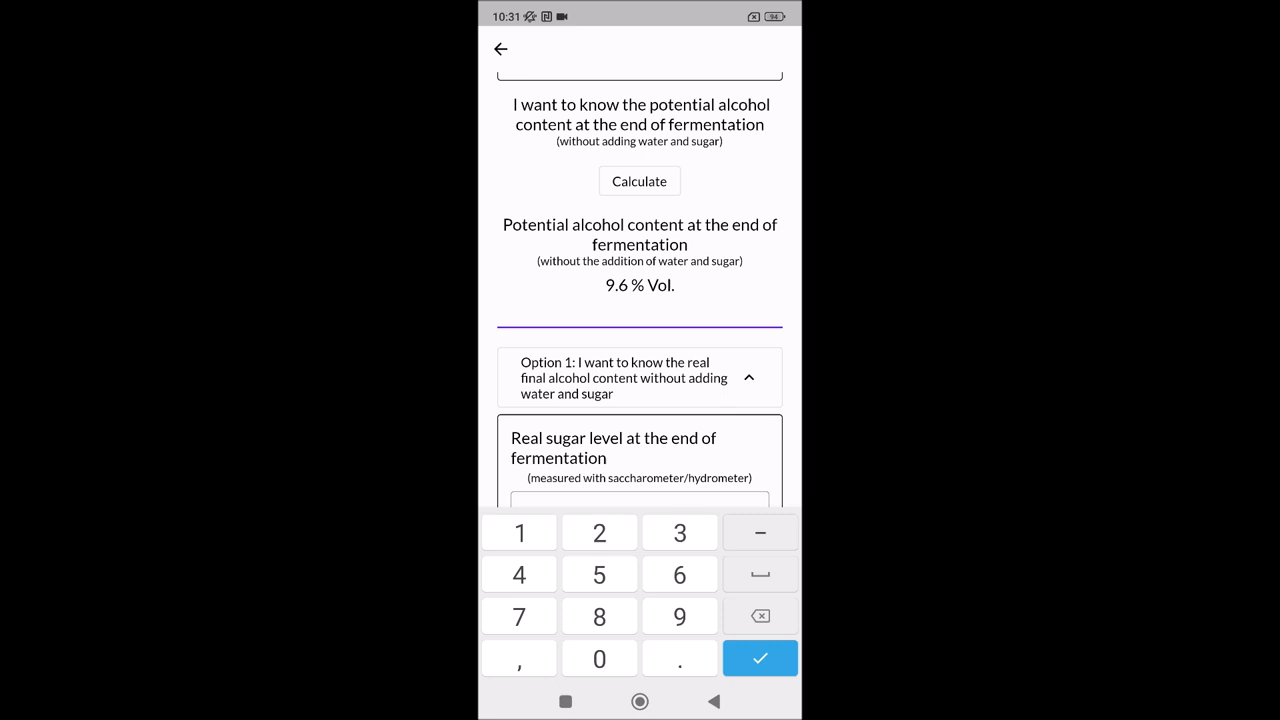 10:31
94
I want to know the potential alcohol
content at the end of fermentation
(without adding water and sugar)
Calculate
Potential alcohol content at the end of
fermentation
(without the addition of water and sugar)
9.6 % Vol.
Option 1: I want to know the real
final alcohol content without adding
water and sugar
Real sugar level at the end of
fermentation
(measured with saccharometer/hydrometer)
1 2 3 –
4 5 6
7 8 9
, 0 .